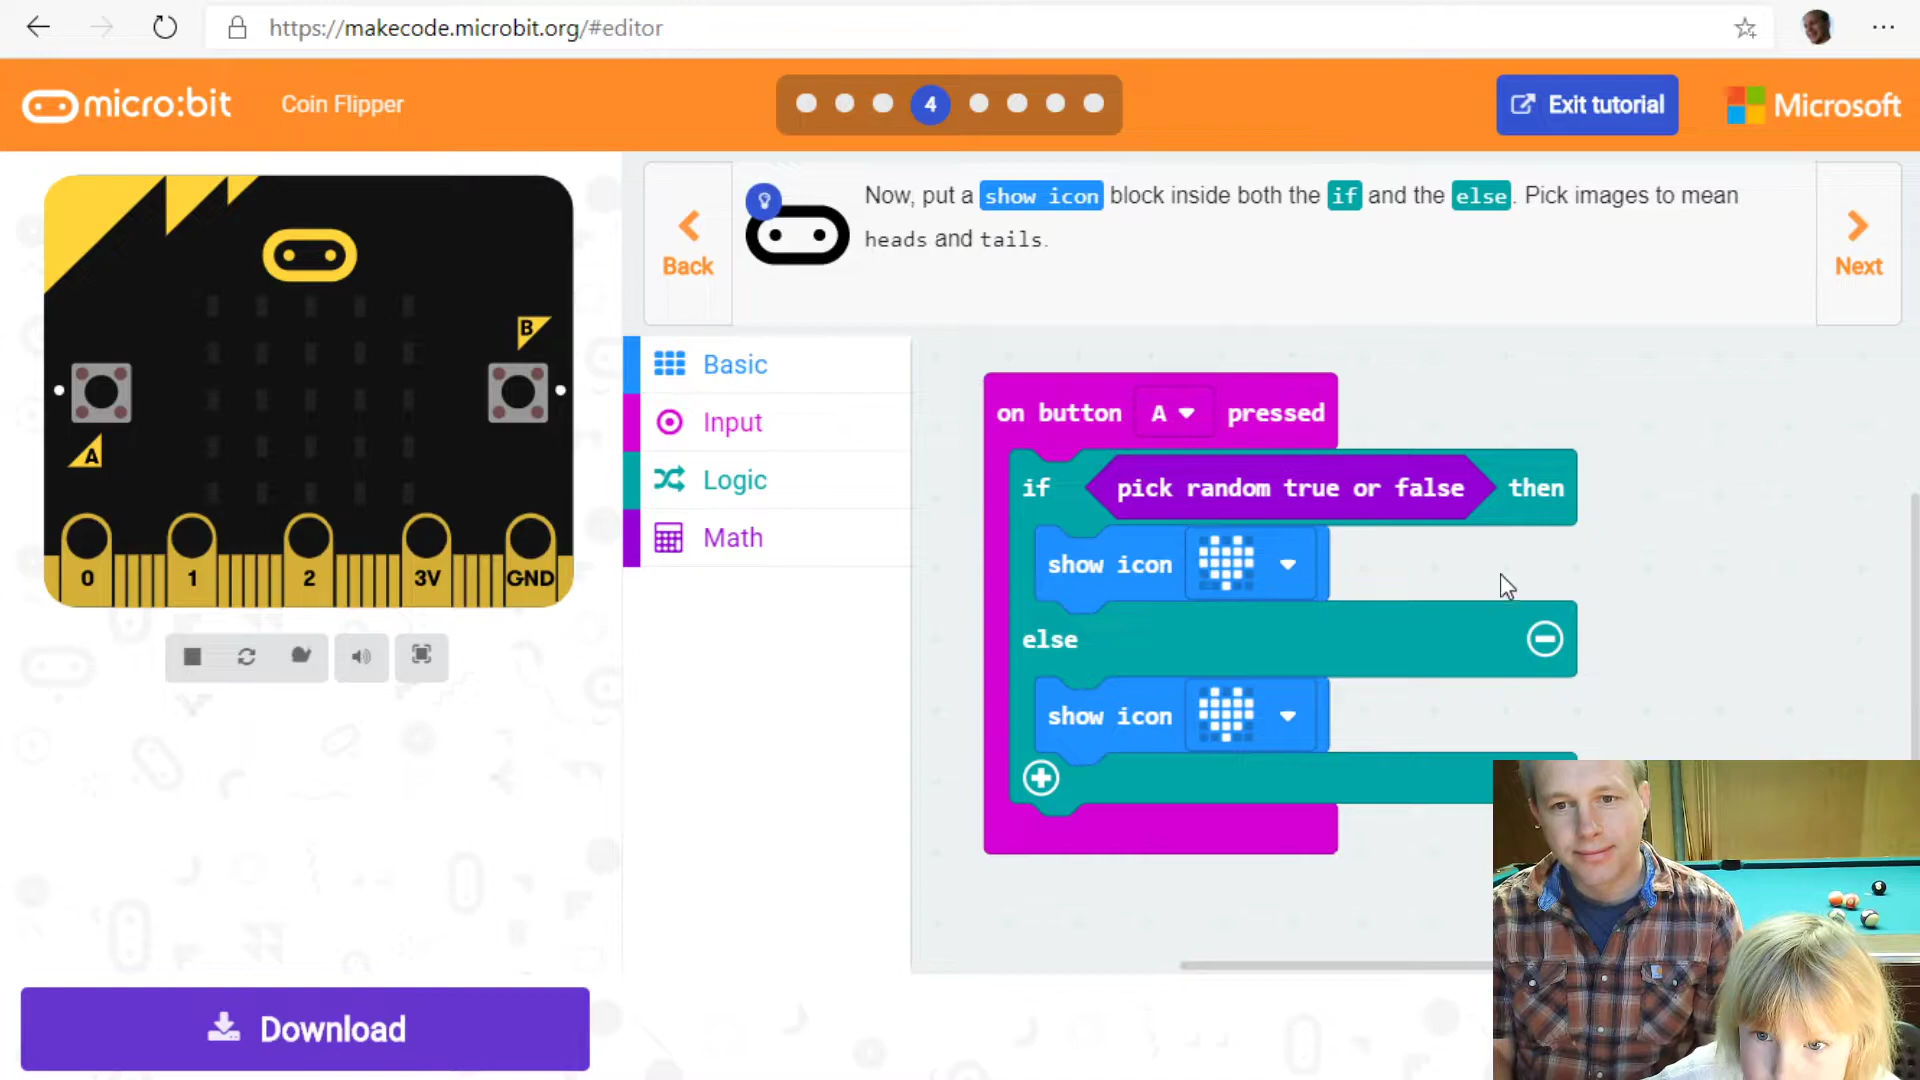 https://makecode.microbit.org/#editor
micro:bit
Coin Flipper
4
Exit tutorial
Microsoft
Back
Now, put a show icon block inside both the if and the else. Pick images to mean
heads and tails.
Next
B
A
0
1
2
3V
GND
Basic
Input
Logic
Math
on button A pressed
if pick random true or false then
show icon
else
show icon
Download